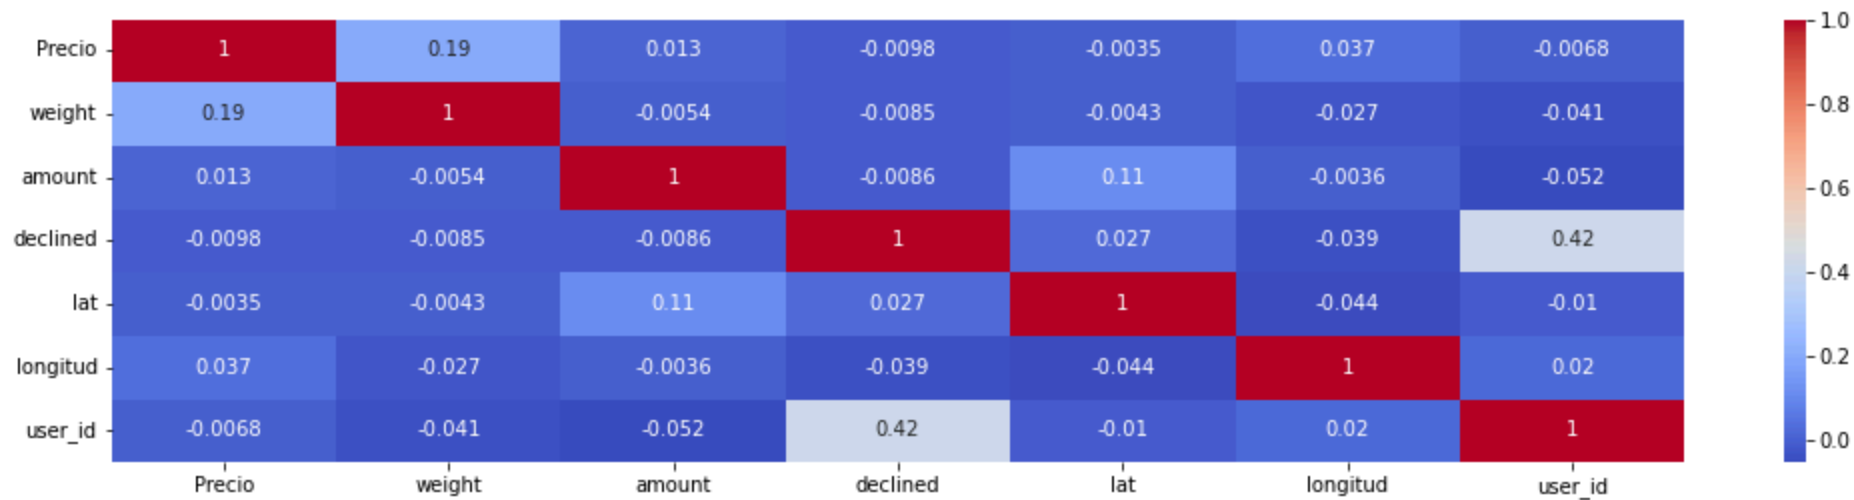 Precio 1 0.19 0.013 -0.0098 -0.0035 0.037 -0.0068 1.0
weight 0.19 1 -0.0054 -0.0085 -0.0043 -0.027 -0.041 0.8
amount 0.013 -0.0054 1 -0.0086 0.11 -0.0036 -0.052 0.6
declined -0.0098 -0.0085 -0.0086 1 0.027 -0.039 0.42 0.4
lat -0.0035 -0.0043 0.11 0.027 1 -0.044 -0.01 0.2
longitud 0.037 -0.027 -0.0036 -0.039 -0.044 1 0.02
user_id -0.0068 -0.041 -0.052 0.42 -0.01 0.02 1 0.0
Precio weight amount declined lat longitud user_id